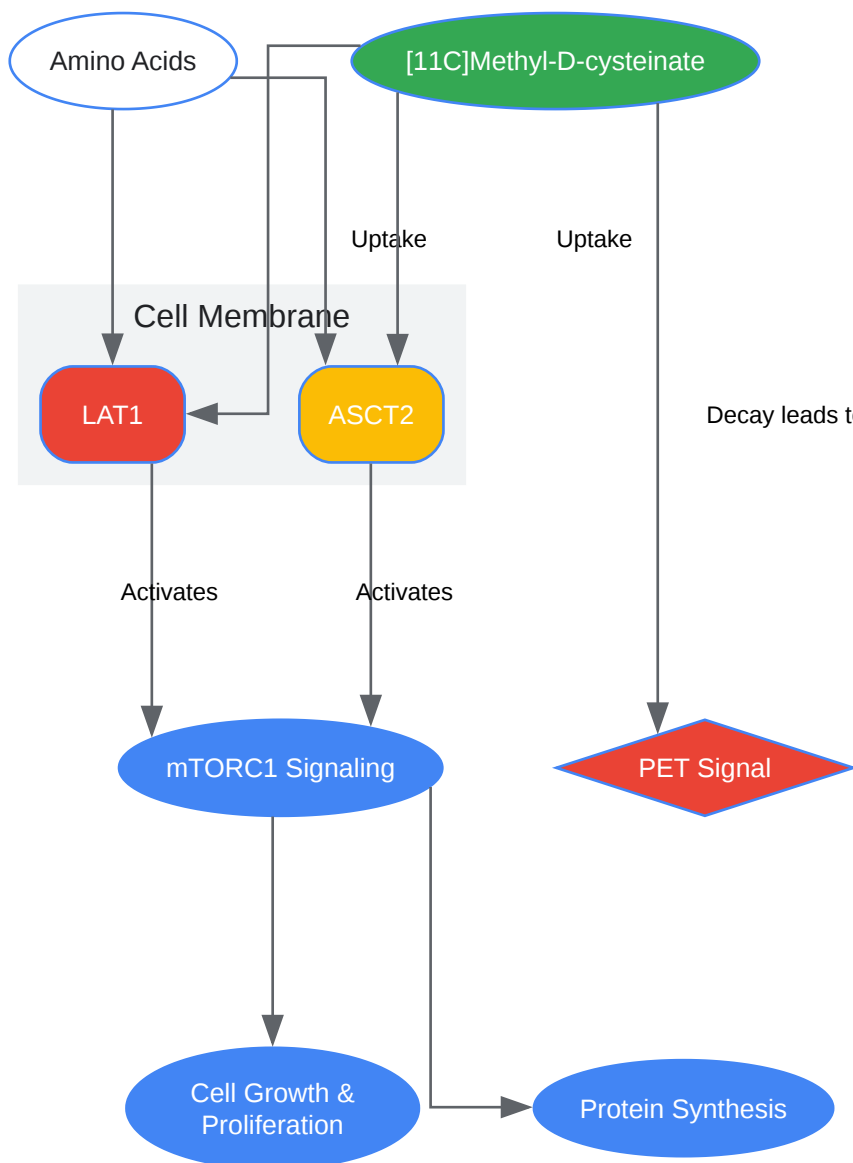 Amino Acids
[11C]Methyl-D-cysteinate
Uptake
Uptake
Cell Membrane
LAT1
ASCT2
Decay leads
Activates
Activates
mTORC1 Signaling
PET Signal
Cell Growth &
Proliferation
Protein Synthesis